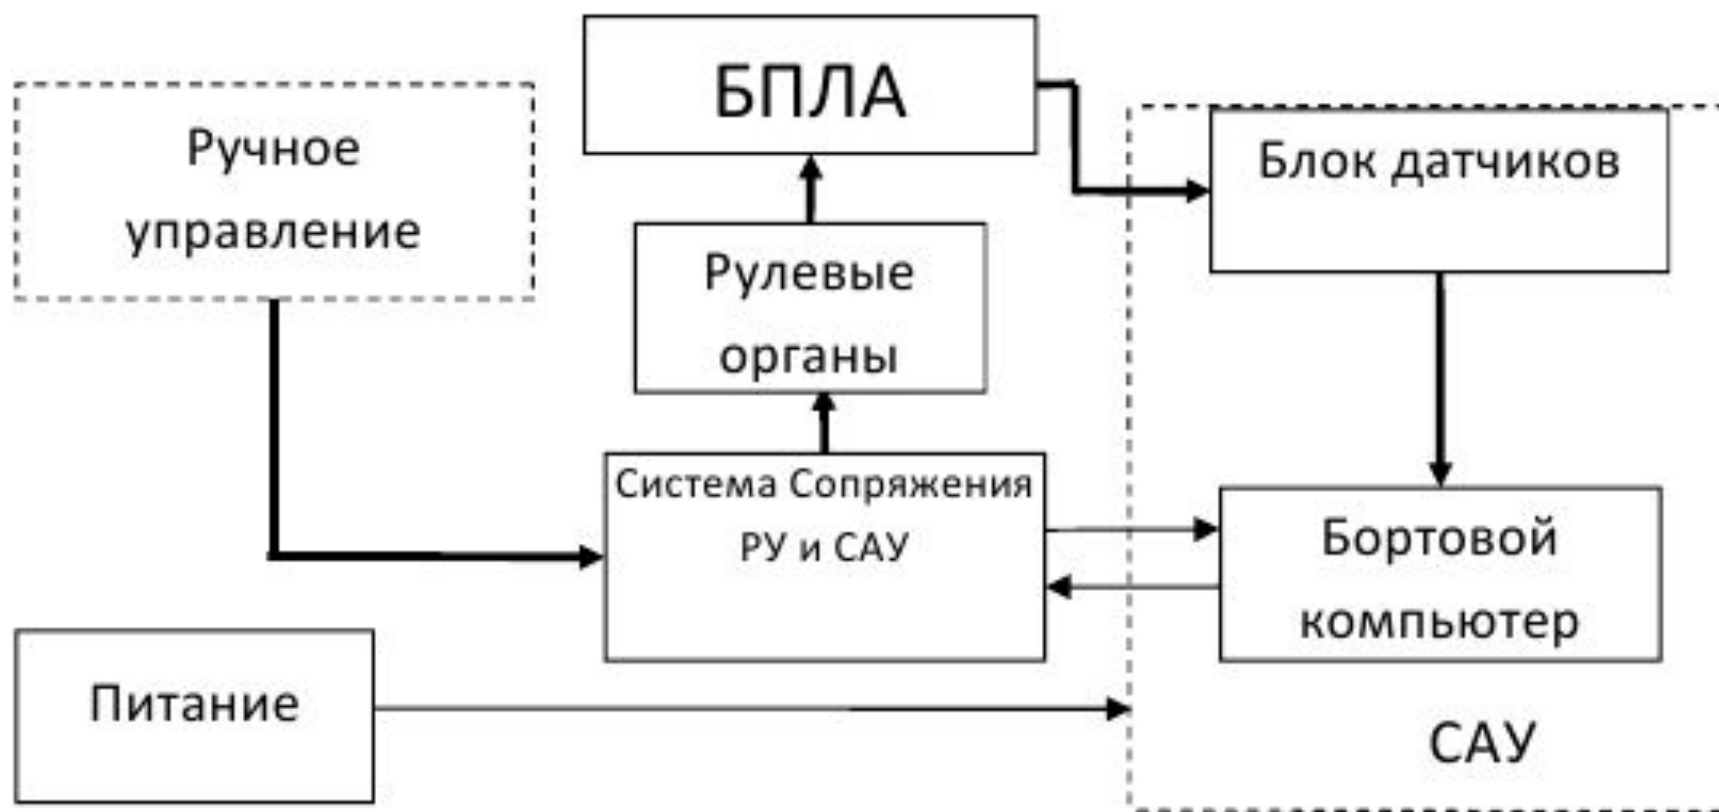 БПЛА
Ручное
управление
Блок датчиков
Рулевые
органы
Система Сопряжения
РУ и САУ
Бортовой
компьютер
Питание
САУ